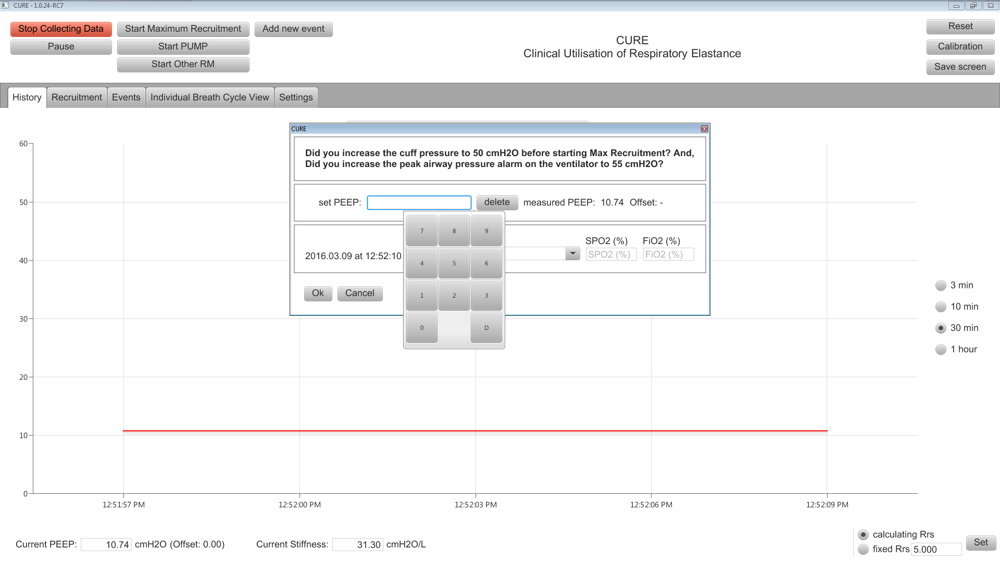 CURE - 1.0.24-RC7
Stop Collecting Data
Start Maximum Recruitment
Add new event
Pause
Start PUMP
Start Other RM
CURE
Clinical Utilisation of Respiratory Elastance
Reset
Calibration
Save screen
History
Recruitment
Events
Individual Breath Cycle View
Settings
CURE
Did you increase the cuff pressure to 50 cmH2O before starting Max Recruitment? And,
Did you increase the peak airway pressure alarm on the ventilator to 55 cmH2O?
set PEEP:
delete
measured PEEP: 10.74 Offset: -
7 8 9
4 5 6
1 2 3
0 D
2016.03.09 at 12:52:10
SPO2 (%) FiO2 (%)
SPO2 (%) FiO2 (%)
Ok
Cancel
60
50
40
30
20
10
0
12:51:57 PM
12:52:00 PM
12:52:03 PM
12:52:06 PM
12:52:09 PM
3 min
10 min
30 min
1 hour
Current PEEP: 10.74 cmH2O (Offset: 0.00)
Current Stiffness: 31.30 cmH2O/L
calculating Rrs
fixed Rrs 5.000
Set